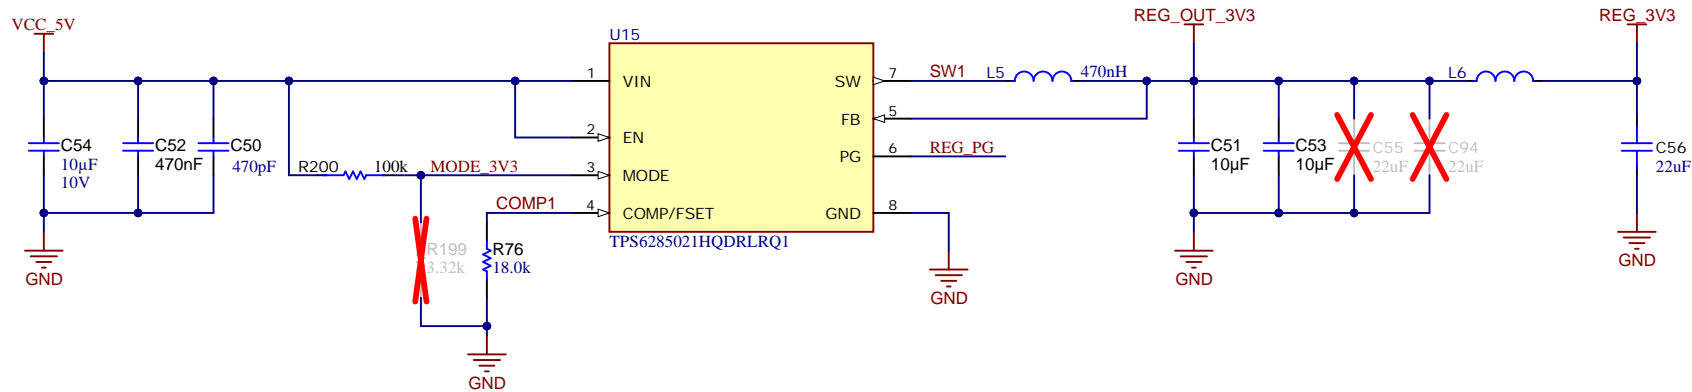 VCC_5V
REG_OUT_3V3
REG_3V3
U15
1 VIN
SW 7
SW1
L5
470nH
L6
2 EN
FB 5
C54
10µF
10V
C52
470nF
C50
470pF
PG 6
REG_PG
C51
10µF
C53
10µF
C55
22uF
C94
22uF
C56
22uF
R200
100k
MODE_3V3
3 MODE
COMP1
4 COMP/FSET
GND 8
TPS6285021HQDRLRQ1
R199
3.32k
R76
18.0k
GND
GND
GND
GND
GND